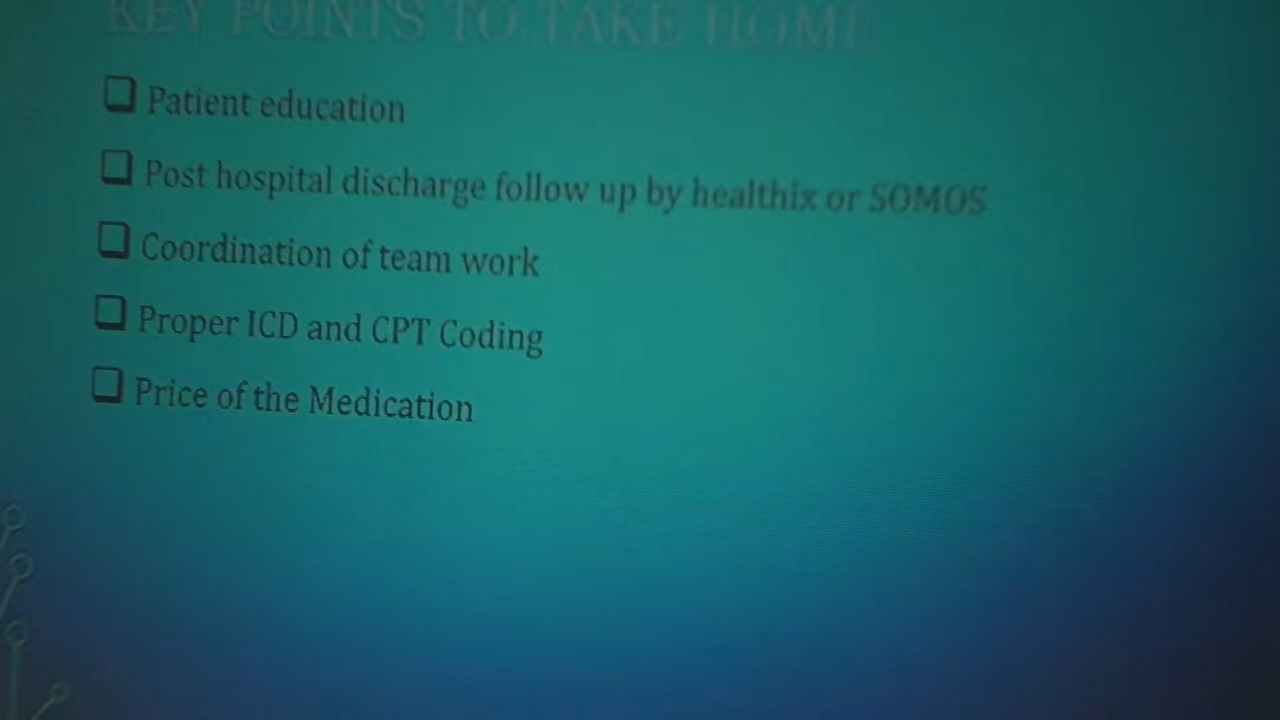 KEY POINTS TO TAKE HOME
Patient education
Post hospital discharge follow up by healthix or SOMOS
Coordination of team work
Proper ICD and CPT Coding
Price of the Medication